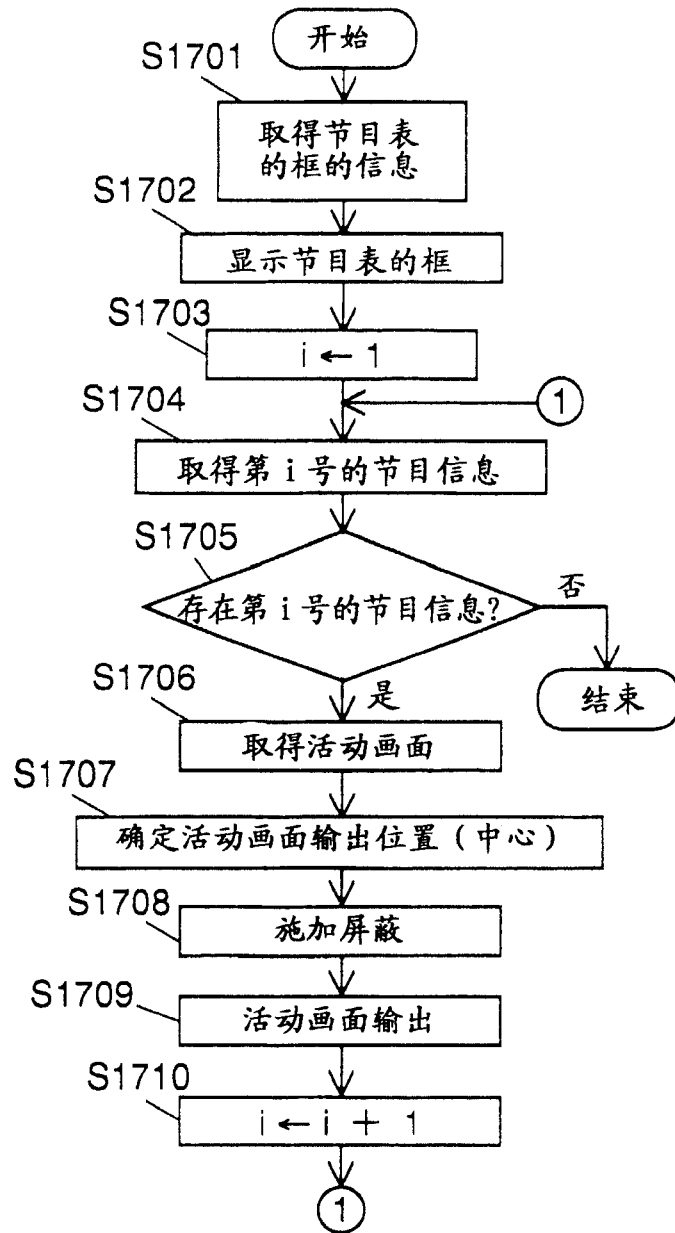 开始
S1701
取得节目表
的框的信息
S1702
显示节目表的框
S1703
i ← 1
①
S1704
取得第 i 号的节目信息
S1705
存在第 i 号的节目信息?
否
结束
是
S1706
取得活动画面
S1707
确定活动画面输出位置(中心)
S1708
施加屏蔽
S1709
活动画面输出
S1710
i ← i + 1
①